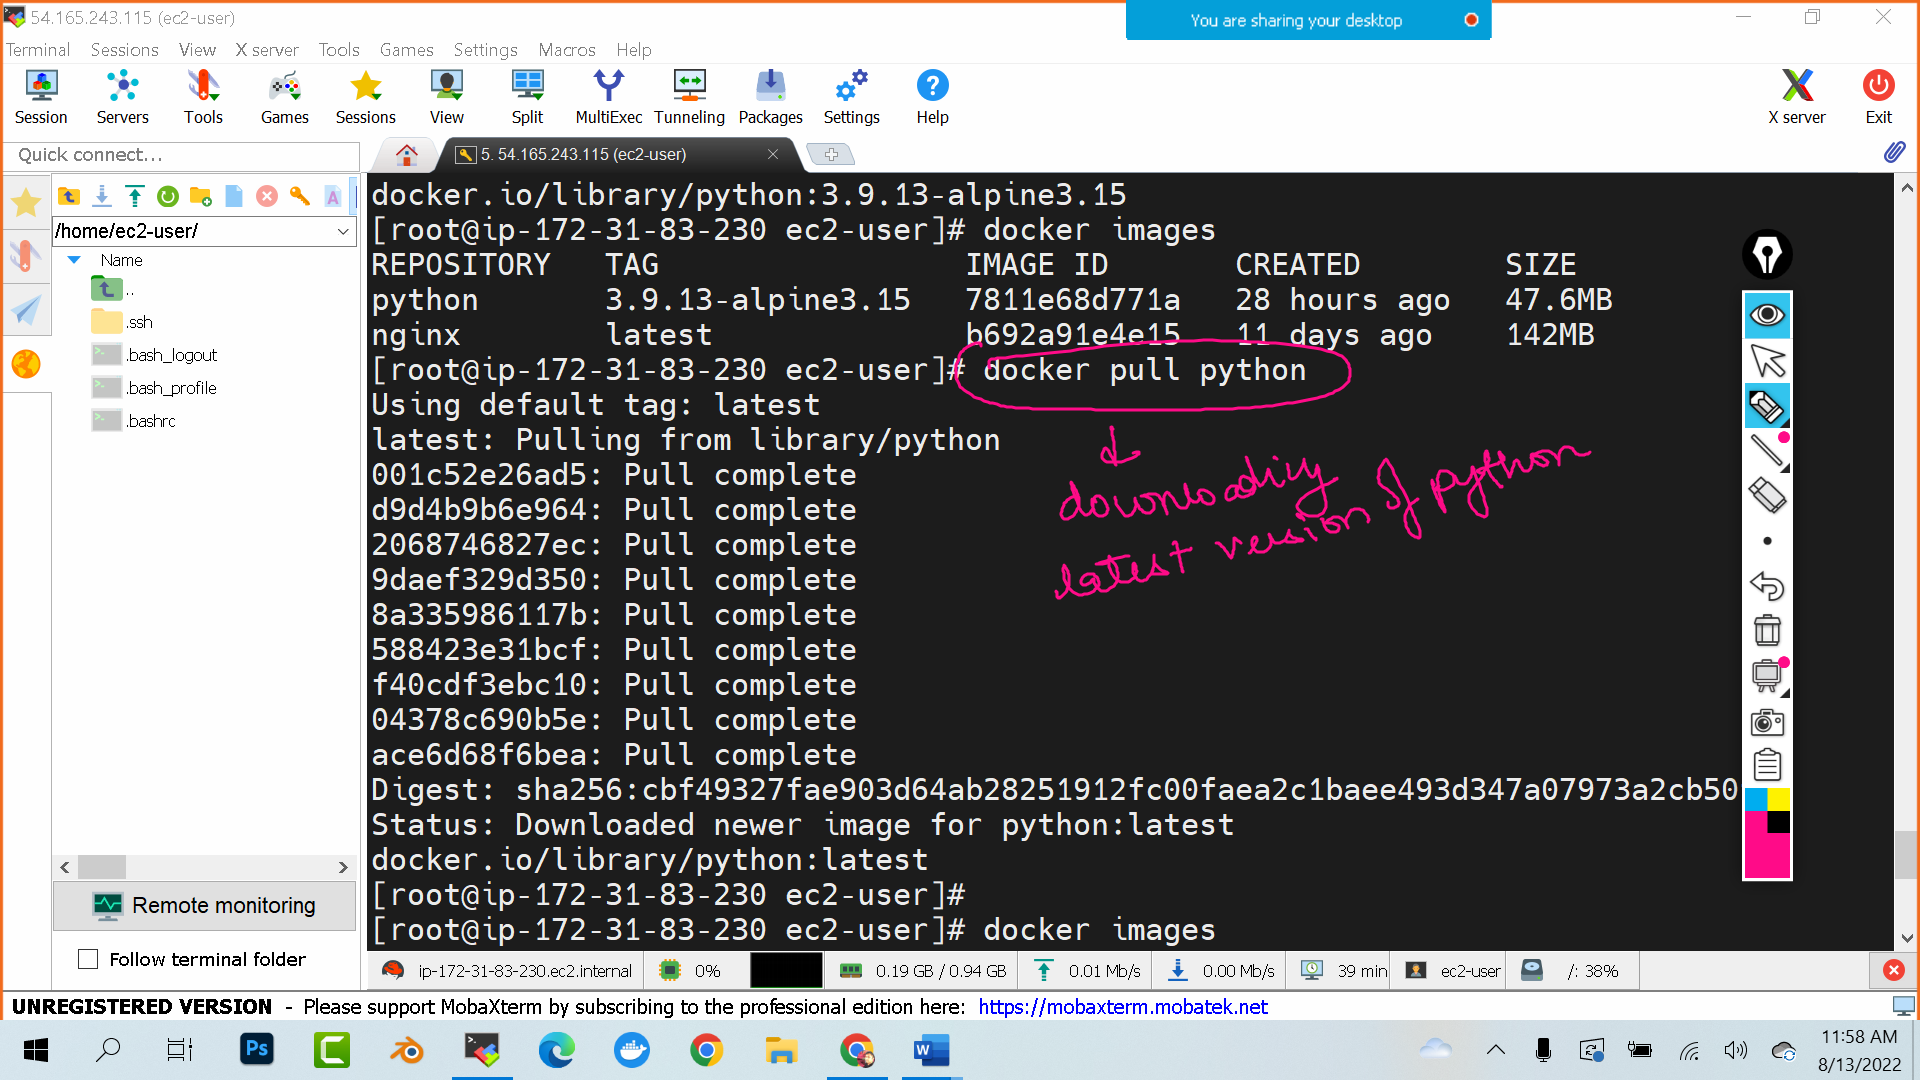 54.165.243.115 (ec2-user)
You are sharing your desktop
Terminal Sessions View X server Tools Games Settings Macros Help
Session Servers Tools Games Sessions View Split MultiExec Tunneling Packages Settings Help X server Exit
Quick connect...
5. 54.165.243.115 (ec2-user)
/home/ec2-user/
Name
..
.ssh
.bash_logout
.bash_profile
.bashrc
Remote monitoring
Follow terminal folder
docker.io/library/python:3.9.13-alpine3.15
[root@ip-172-31-83-230 ec2-user]# docker images
REPOSITORY TAG IMAGE ID CREATED SIZE
python 3.9.13-alpine3.15 7811e68d771a 28 hours ago 47.6MB
nginx latest b692a91e4e15 11 days ago 142MB
[root@ip-172-31-83-230 ec2-user]# docker pull python
Using default tag: latest
latest: Pulling from library/python
001c52e26ad5: Pull complete
d9d4b9b6e964: Pull complete
2068746827ec: Pull complete
9daef329d350: Pull complete
8a335986117b: Pull complete
588423e31bcf: Pull complete
f40cdf3ebc10: Pull complete
04378c690b5e: Pull complete
ace6d68f6bea: Pull complete
Digest: sha256:cbf49327fae903d64ab28251912fc00faea2c1baee493d347a07973a2cb50
Status: Downloaded newer image for python:latest
docker.io/library/python:latest
[root@ip-172-31-83-230 ec2-user]#
[root@ip-172-31-83-230 ec2-user]# docker images
downloading
latest version of python
ip-172-31-83-230.ec2.internal 0% 0.19 GB / 0.94 GB 0.01 Mb/s 0.00 Mb/s 39 min ec2-user /: 38%
UNREGISTERED VERSION - Please support MobaXterm by subscribing to the professional edition here: https://mobaxterm.mobatek.net
Ps
W
11:58 AM
8/13/2022